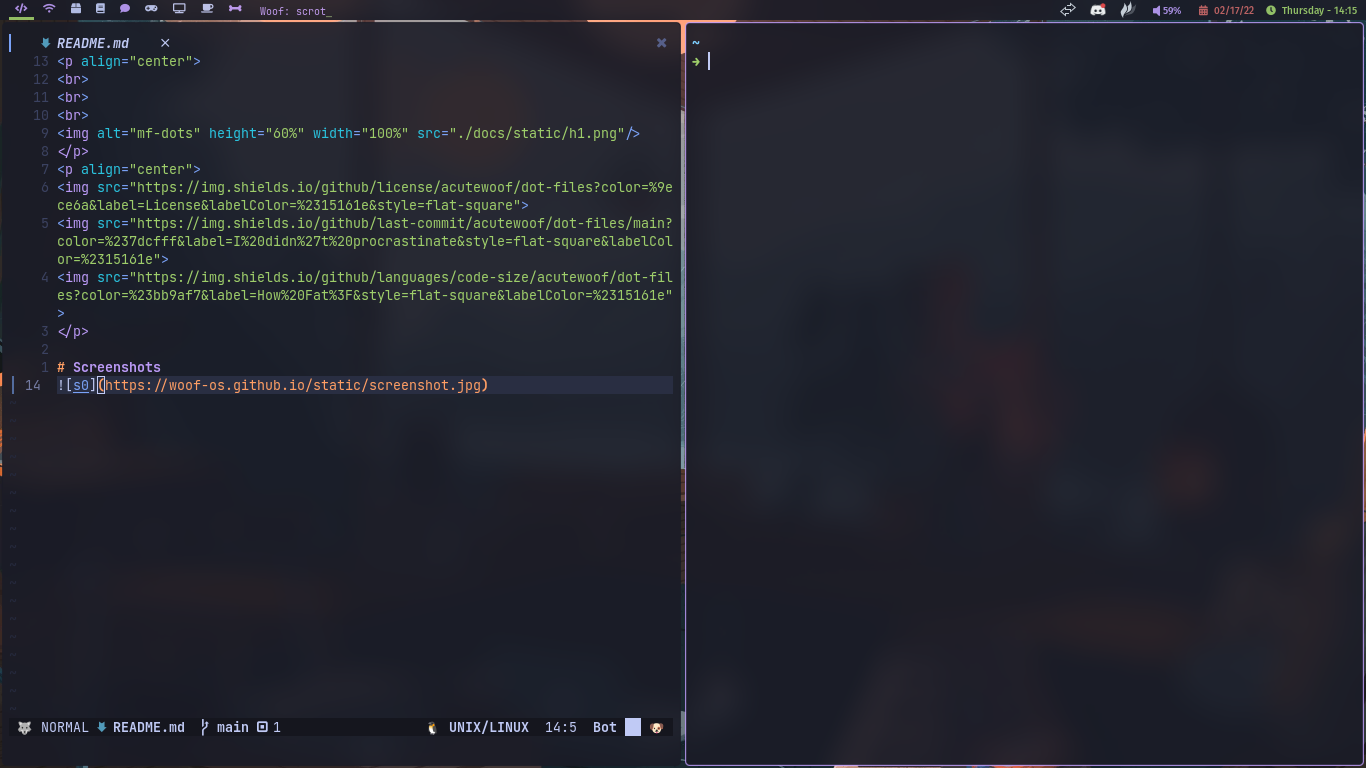 Woof: scrot_
59%
02/17/22
Thursday - 14:15
README.md
13 <p align="center">
12 <br>
11 <br>
10 <br>
9 <img alt="mf-dots" height="60%" width="100%" src="./docs/static/h1.png"/>
8 </p>
7 <p align="center">
6 <img src="https://img.shields.io/github/license/acutewoof/dot-files?color=%9e
ce6a&label=License&labelColor=%2315161e&style=flat-square">
5 <img src="https://img.shields.io/github/last-commit/acutewoof/dot-files/main?
color=%237dcfff&label=I%20didn%27t%20procrastinate&style=flat-square&labelCol
or=%2315161e">
4 <img src="https://img.shields.io/github/languages/code-size/acutewoof/dot-fil
es?color=%23bb9af7&label=How%20Fat%3F&style=flat-square&labelColor=%2315161e"
>
3 </p>
2
1 # Screenshots
14 ![s0](https://woof-os.github.io/static/screenshot.jpg)
NORMAL README.md main 1 UNIX/LINUX 14:5 Bot
~